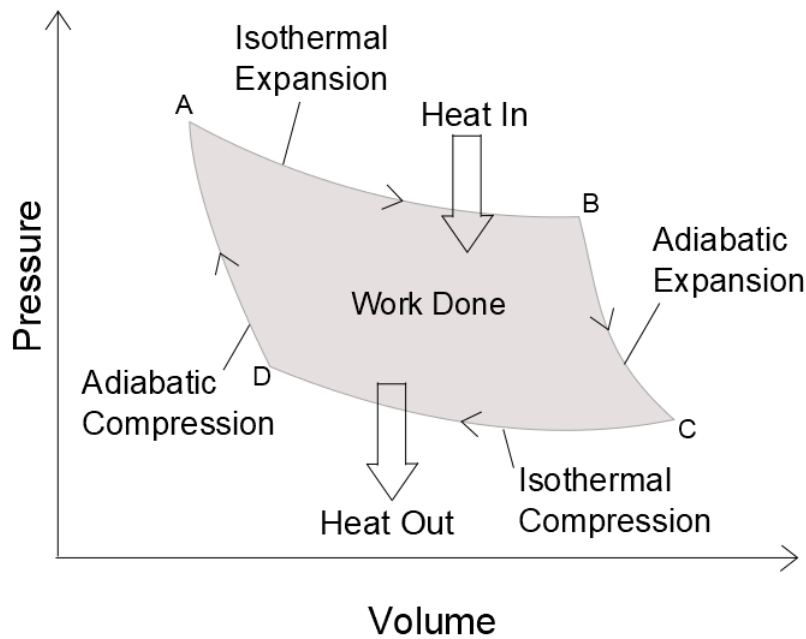 Isothermal
Expansion
A
Heat In
B
Adiabatic
Expansion
Pressure
Work Done
Adiabatic
Compression
D
C
Isothermal
Compression
Heat Out
Volume